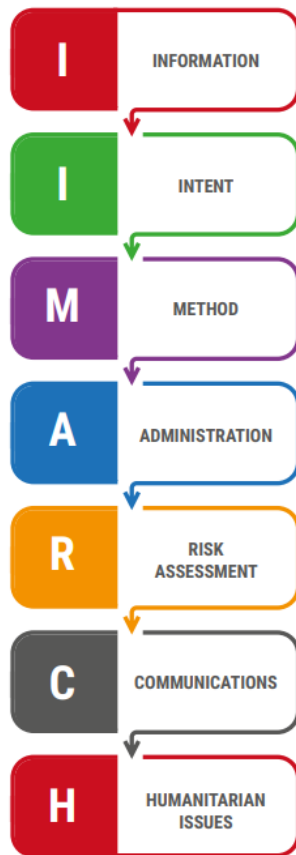 I
INFORMATION
I
INTENT
M
METHOD
A
ADMINISTRATION
R
RISK
ASSESSMENT
C
COMMUNICATIONS
H
HUMANITARIAN
ISSUES